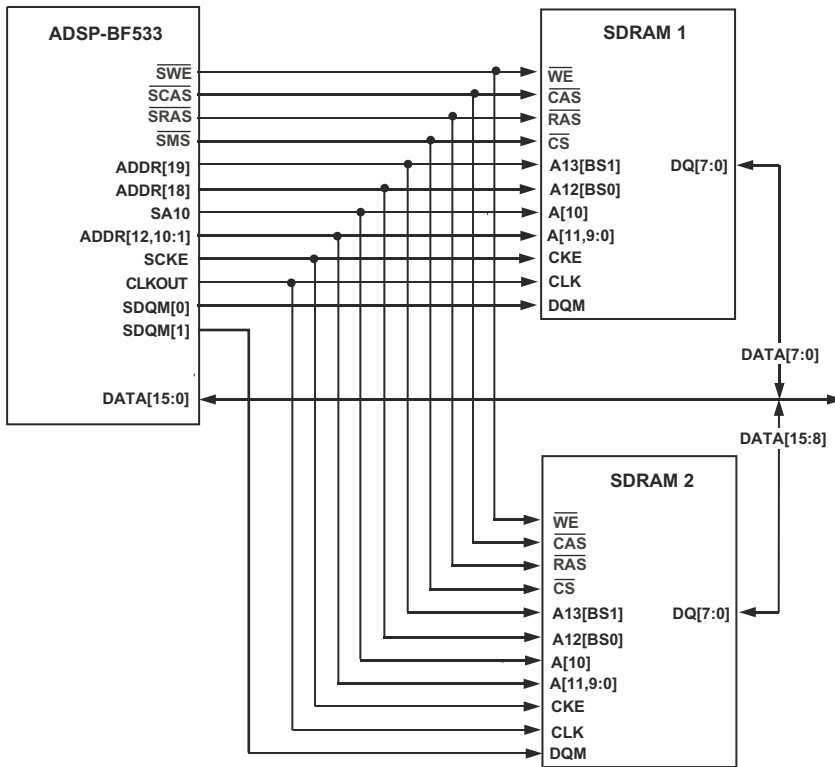 ADSP-BF533
SWE
SCAS
SRAS
SMS
ADDR[19]
ADDR[18]
SA10
ADDR[12,10:1]
SCKE
CLKOUT
SDQM[0]
SDQM[1]
DATA[15:0]
SDRAM 1
WE
CAS
RAS
CS
A13[BS1]
A12[BS0]
A[10]
A[11,9:0]
CKE
CLK
DQM
DQ[7:0]
DATA[7:0]
DATA[15:8]
SDRAM 2
WE
CAS
RAS
CS
A13[BS1]
A12[BS0]
A[10]
A[11,9:0]
CKE
CLK
DQM
DQ[7:0]